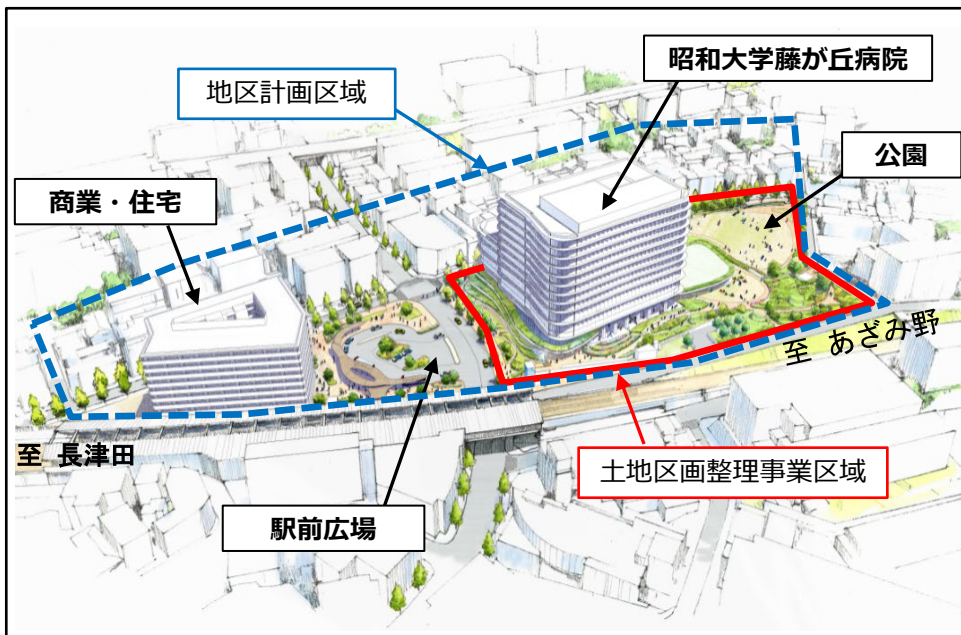 昭和大学藤が丘病院
地区計画区域
公園
商業・住宅
至 あざみ野
至 長津田
土地区画整理事業区域
駅前広場